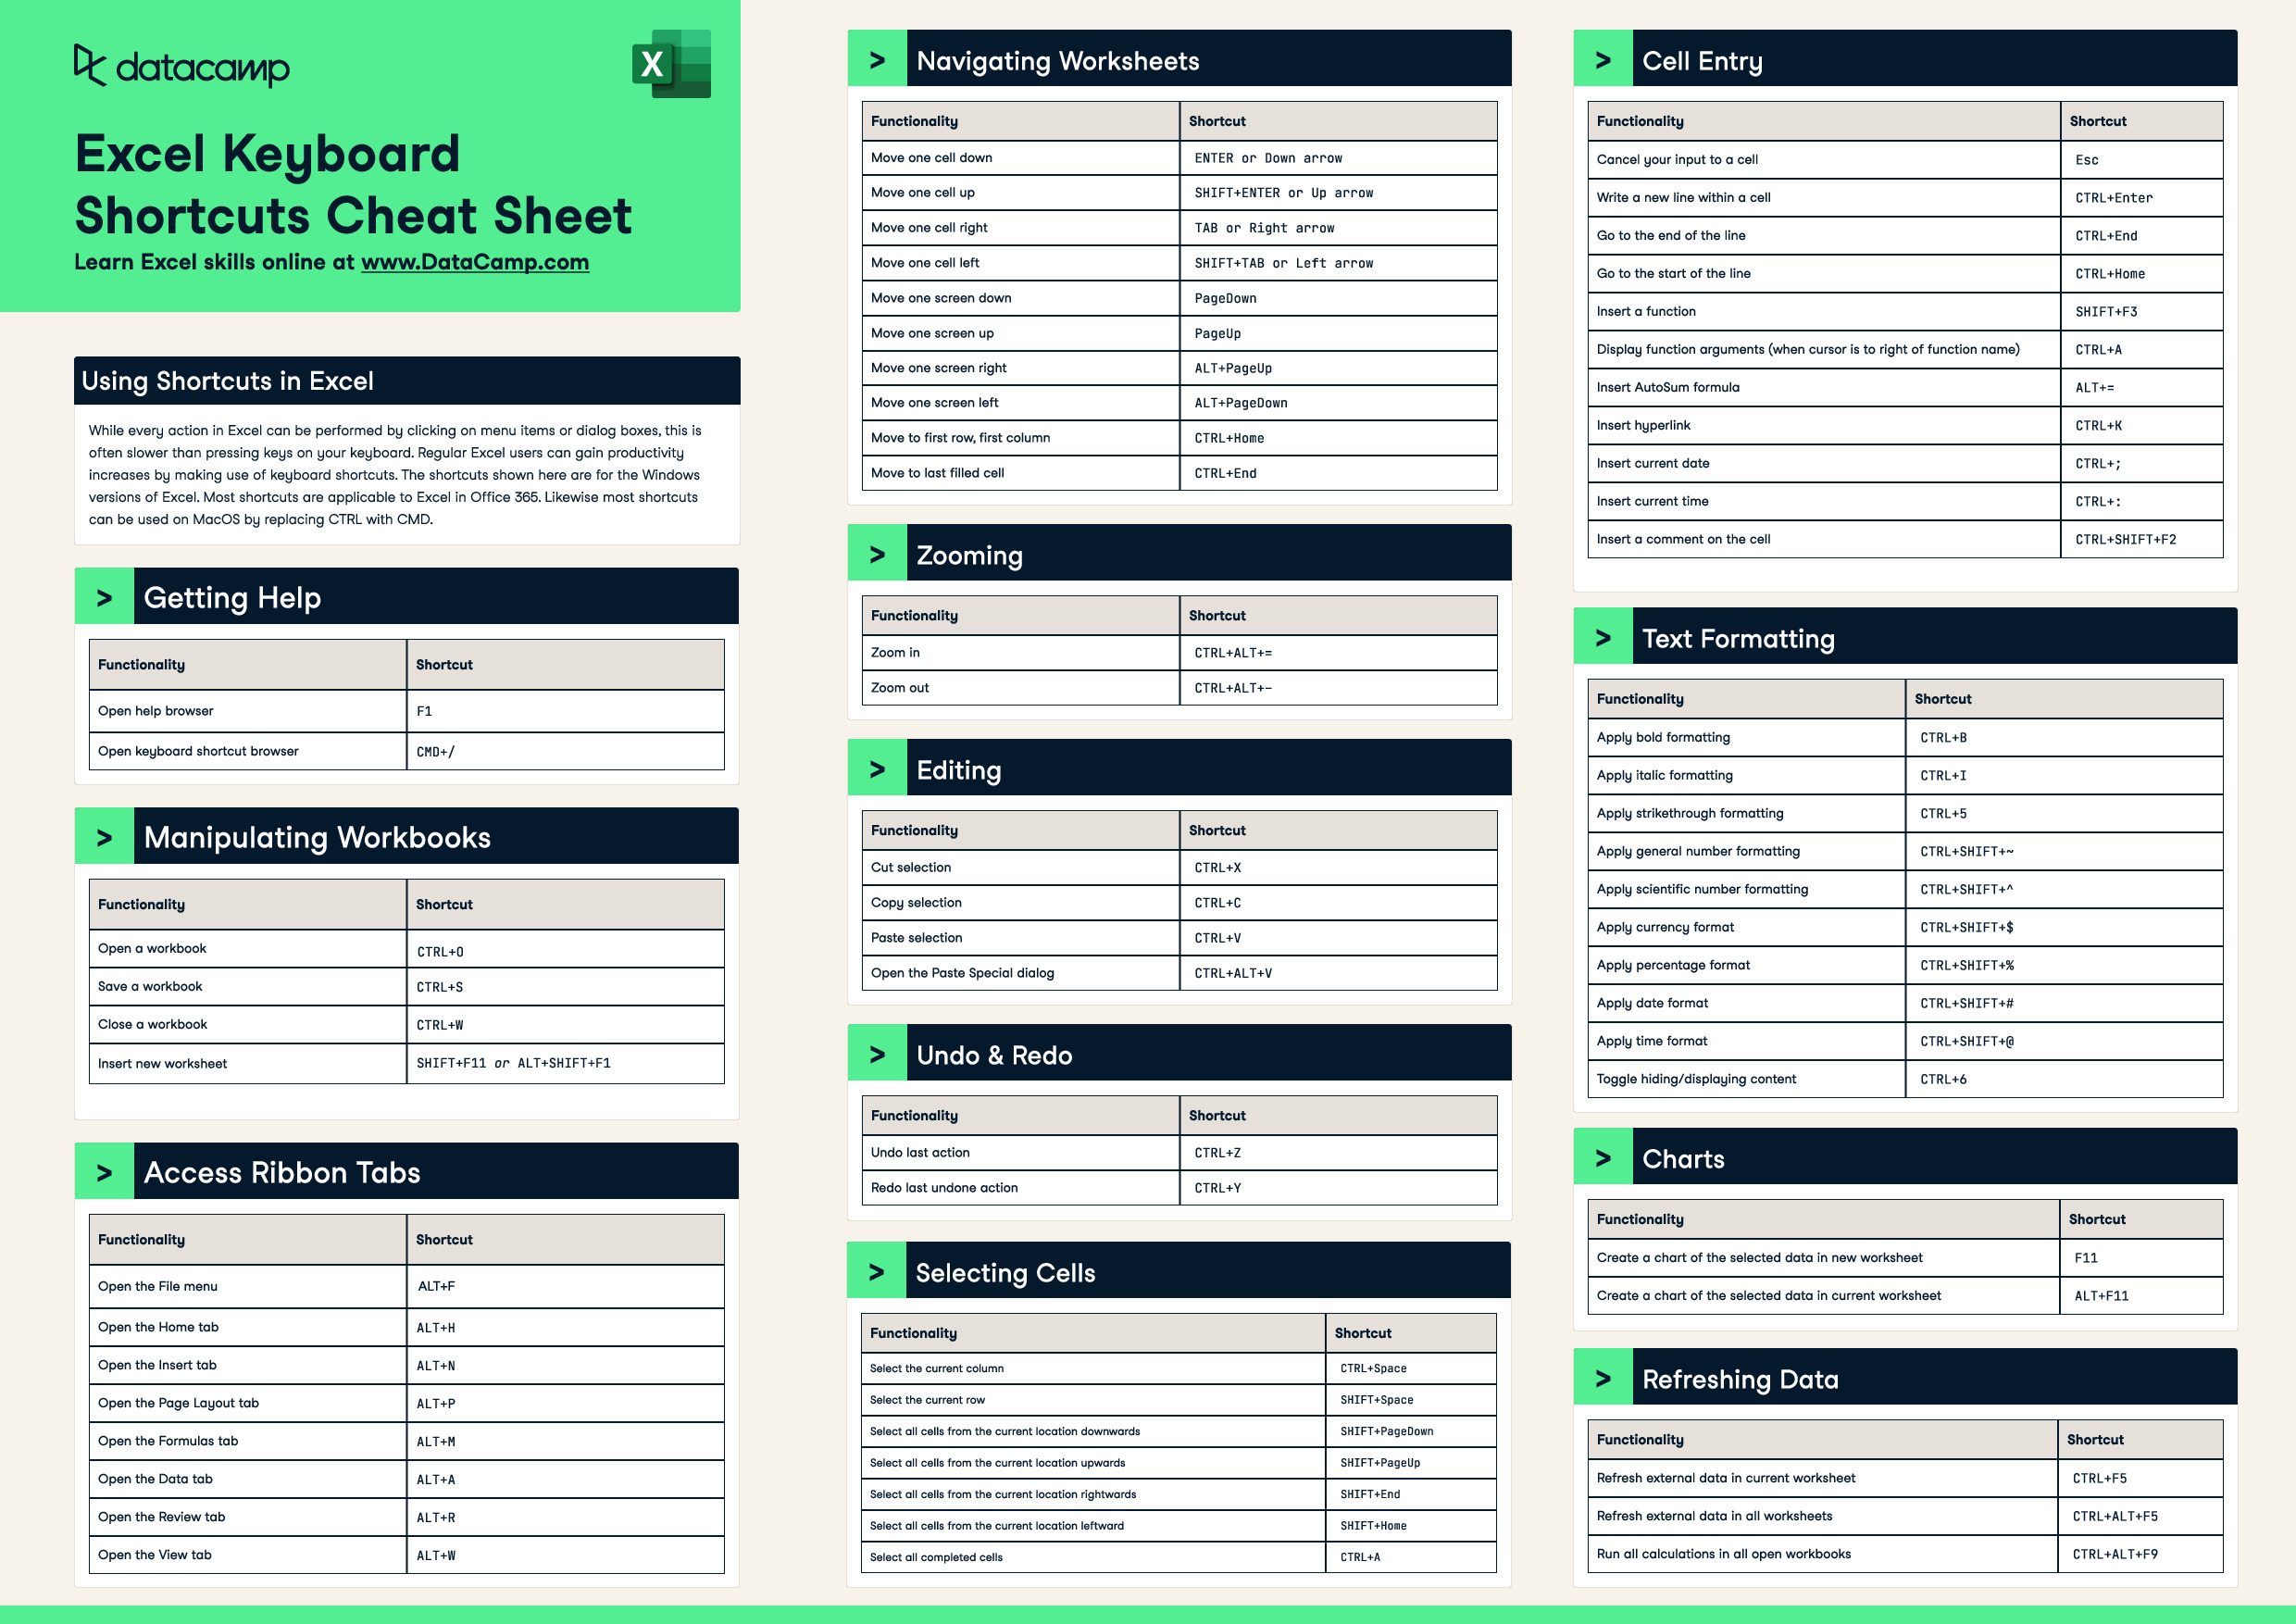 datacamp
X
Excel Keyboard
Shortcuts Cheat Sheet
Learn Excel skills online at www.DataCamp.com
Using Shortcuts in Excel
While every action in Excel can be performed by clicking on menu items or dialog boxes, this is
often slower than pressing keys on your keyboard. Regular Excel users can gain productivity
increases by making use of keyboard shortcuts. The shortcuts shown here are for the Windows
versions of Excel. Most shortcuts are applicable to Excel in Office 365. Likewise most shortcuts
can be used on MacOS by replacing CTRL with CMD.
> Getting Help
Functionality Shortcut
Open help browser F1
Open keyboard shortcut browser CMD+/
> Manipulating Workbooks
Functionality Shortcut
Open a workbook CTRL+O
Save a workbook CTRL+S
Close a workbook CTRL+W
Insert new worksheet SHIFT+F11 or ALT+SHIFT+F1
> Access Ribbon Tabs
Functionality Shortcut
Open the File menu ALT+F
Open the Home tab ALT+H
Open the Insert tab ALT+N
Open the Page Layout tab ALT+P
Open the Formulas tab ALT+M
Open the Data tab ALT+A
Open the Review tab ALT+R
Open the View tab ALT+W
> Navigating Worksheets
Functionality Shortcut
Move one cell down ENTER or Down arrow
Move one cell up SHIFT+ENTER or Up arrow
Move one cell right TAB or Right arrow
Move one cell left SHIFT+TAB or Left arrow
Move one screen down PageDown
Move one screen up PageUp
Move one screen right ALT+PageUp
Move one screen left ALT+PageDown
Move to first row, first column CTRL+Home
Move to last filled cell CTRL+End
> Zooming
Functionality Shortcut
Zoom in CTRL+ALT+=
Zoom out CTRL+ALT+-
> Editing
Functionality Shortcut
Cut selection CTRL+X
Copy selection CTRL+C
Paste selection CTRL+V
Open the Paste Special dialog CTRL+ALT+V
> Undo & Redo
Functionality Shortcut
Undo last action CTRL+Z
Redo last undone action CTRL+Y
> Selecting Cells
Functionality Shortcut
Select the current column CTRL+Space
Select the current row SHIFT+Space
Select all cells from the current location downwards SHIFT+PageDown
Select all cells from the current location upwards SHIFT+PageUp
Select all cells from the current location rightwards SHIFT+End
Select all cells from the current location leftward SHIFT+Home
Select all completed cells CTRL+A
> Cell Entry
Functionality Shortcut
Cancel your input to a cell Esc
Write a new line within a cell CTRL+Enter
Go to the end of the line CTRL+End
Go to the start of the line CTRL+Home
Insert a function SHIFT+F3
Display function arguments (when cursor is to right of function name) CTRL+A
Insert AutoSum formula ALT+=
Insert hyperlink CTRL+K
Insert current date CTRL+;
Insert current time CTRL+:
Insert a comment on the cell CTRL+SHIFT+F2
> Text Formatting
Functionality Shortcut
Apply bold formatting CTRL+B
Apply italic formatting CTRL+I
Apply strikethrough formatting CTRL+5
Apply general number formatting CTRL+SHIFT+~
Apply scientific number formatting CTRL+SHIFT+^
Apply currency format CTRL+SHIFT+$
Apply percentage format CTRL+SHIFT+%
Apply date format CTRL+SHIFT+#
Apply time format CTRL+SHIFT+@
Toggle hiding/displaying content CTRL+6
> Charts
Functionality Shortcut
Create a chart of the selected data in new worksheet F11
Create a chart of the selected data in current worksheet ALT+F11
> Refreshing Data
Functionality Shortcut
Refresh external data in current worksheet CTRL+F5
Refresh external data in all worksheets CTRL+ALT+F5
Run all calculations in all open workbooks CTRL+ALT+F9